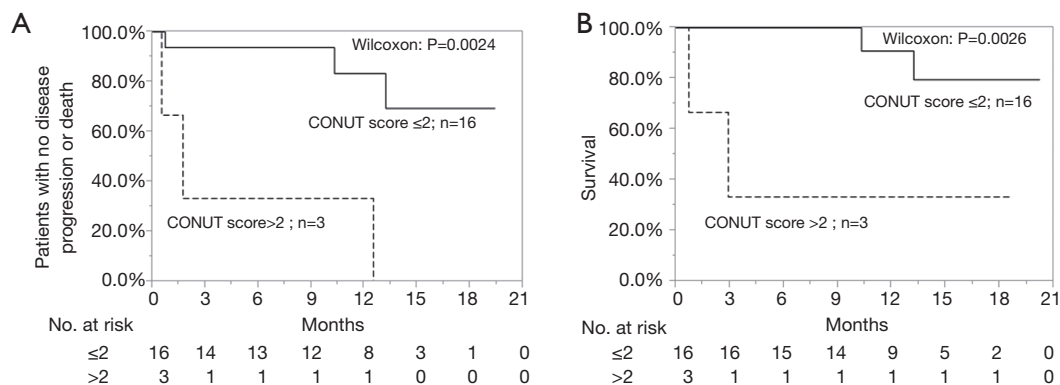 A
Patients with no disease
progression or death
100.0%
80.0%
60.0%
40.0%
20.0%
0.0%
Wilcoxon: P=0.0024
CONUT score ≤2; n=16
CONUT score>2 ; n=3
0 3 6 9 12 15 18 21
No. at risk
Months
≤2 16 14 13 12 8 3 1 0
>2 3 1 1 1 1 0 0 0
B
Survival
100.0%
80.0%
60.0%
40.0%
20.0%
0.0%
Wilcoxon: P=0.0026
CONUT score ≤2; n=16
CONUT score >2 ; n=3
0 3 6 9 12 15 18 21
No. at risk
Months
≤2 16 16 15 14 9 5 2 0
>2 3 1 1 1 1 1 1 0